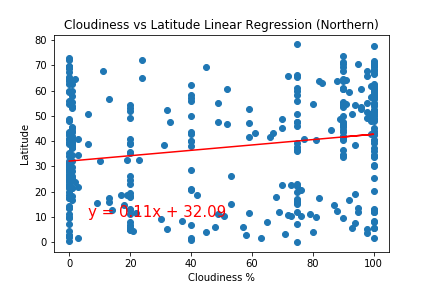 Cloudiness vs Latitude Linear Regression (Northern)
80
70
60
50
40
30
20
10
0
Latitude
y = 0.11x + 32.09
0 20 40 60 80 100
Cloudiness %